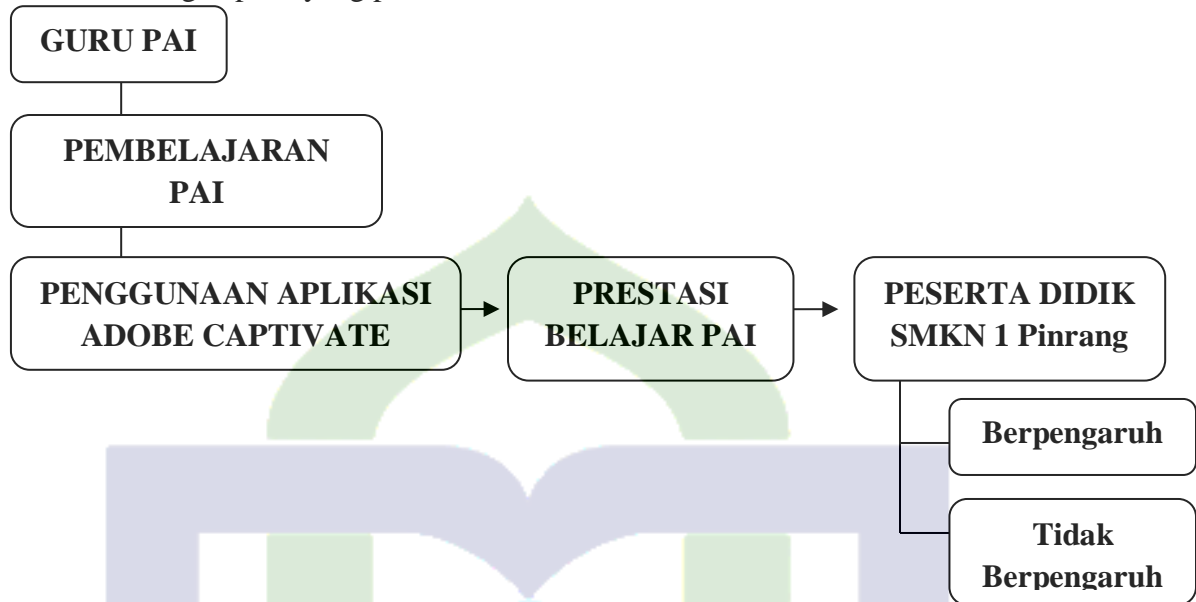 GURU PAI
PEMBELAJARAN
PAI
PENGGUNAAN APLIKASI
ADOBE CAPTIVATE
PRESTASI
BELAJAR PAI
PESERTA DIDIK
SMKN 1 Pinrang
Berpengaruh
Tidak
Berpengaruh